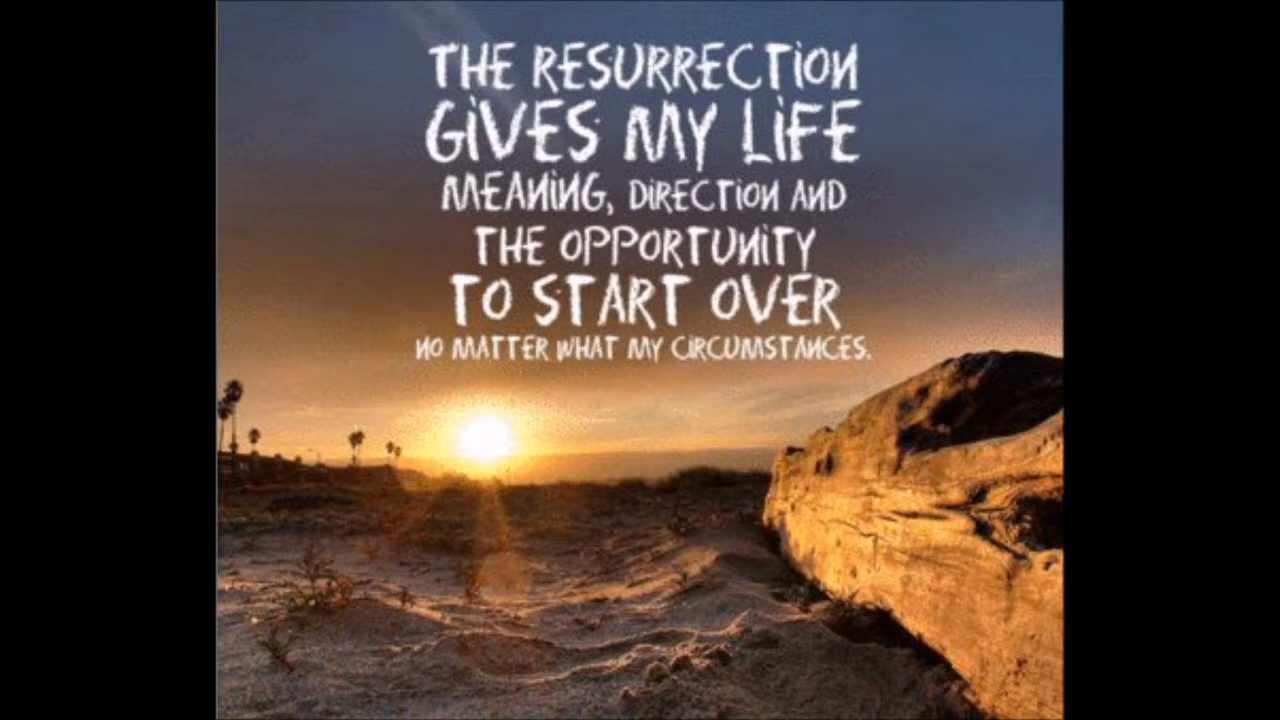 THE RESURRECTION
GIVES MY LIFE
MEANING, DIRECTION AND
THE OPPORTUNITY
TO START OVER
NO MATTER WHAT MY CIRCUMSTANCES.